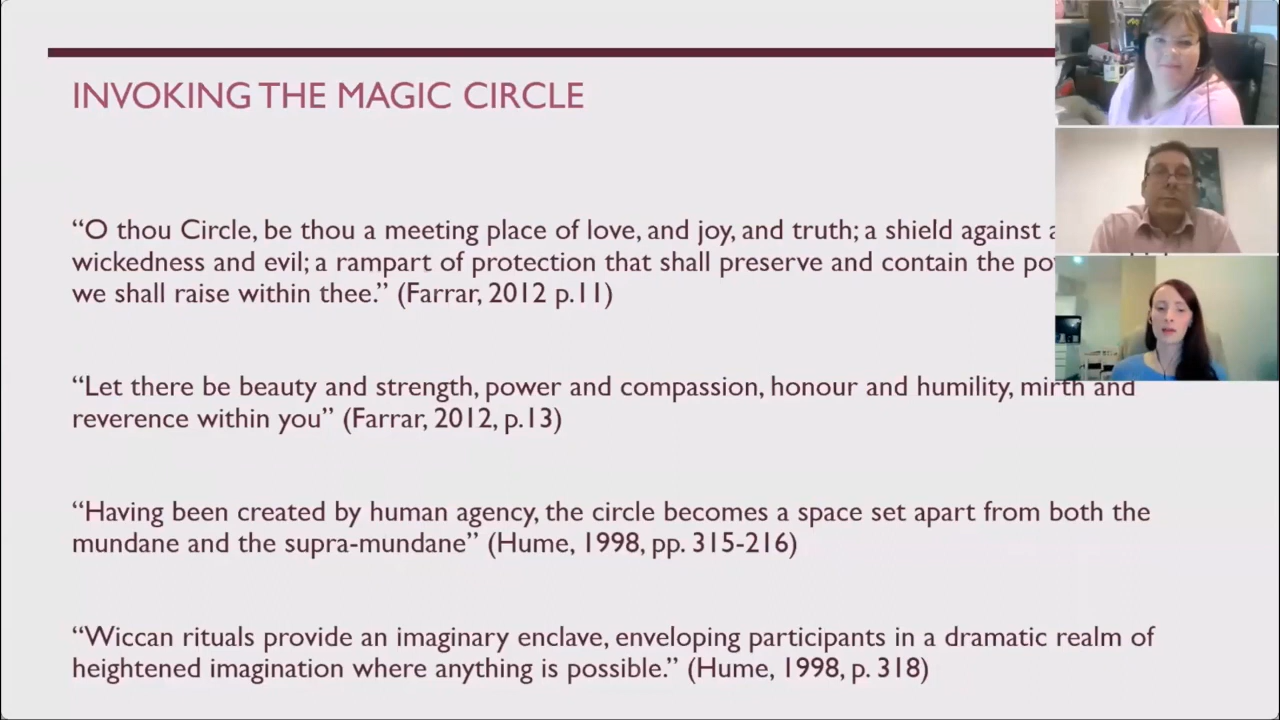 INVOKING THE MAGIC CIRCLE
“O thou Circle, be thou a meeting place of love, and joy, and truth; a shield against
wickedness and evil; a rampart of protection that shall preserve and contain the
we shall raise within thee.” (Farrar, 2012 p.11)
“Let there be beauty and strength, power and compassion, honour and humility, mirth and
reverence within you” (Farrar, 2012, p.13)
“Having been created by human agency, the circle becomes a space set apart from both the
mundane and the supra-mundane” (Hume, 1998, pp. 315-216)
“Wiccan rituals provide an imaginary enclave, enveloping participants in a dramatic realm of
heightened imagination where anything is possible.” (Hume, 1998, p. 318)